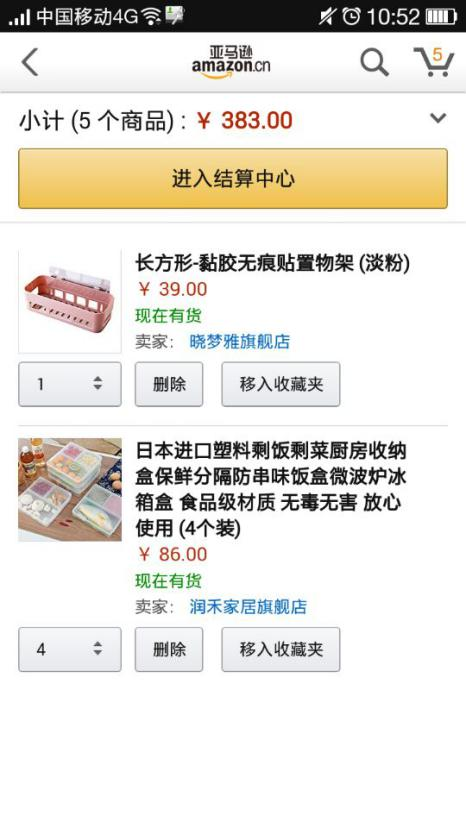 中国移动4G 10:52
亚马逊
amazon.cn
5
小计 (5 个商品) : ￥ 383.00
进入结算中心
长方形-黏胶无痕贴置物架 (淡粉)
￥ 39.00
现在有货
卖家： 晓梦雅旗舰店
1 删除 移入收藏夹
日本进口塑料剩饭剩菜厨房收纳
盒保鲜分隔防串味饭盒微波炉冰
箱盒 食品级材质 无毒无害 放心
使用 (4个装)
￥ 86.00
现在有货
卖家： 润禾家居旗舰店
4 删除 移入收藏夹